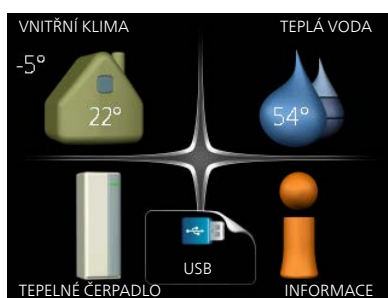 VNITŘNÍ KLIMA
TEPLÁ VODA
-5°
22°
54°
USB
TEPELNÉ ČERPADLO
INFORMACE